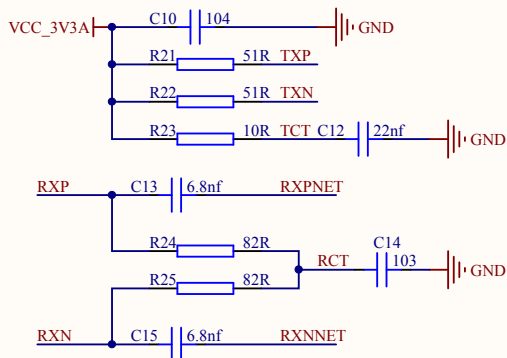 C10 104
VCC_3V3A GND
R21 51R TXP
R22 51R TXN
R23 10R TCT C12 22nf
GND
RXP C13 6.8nf RXPNET
R24 82R
C14
RCT 103
GND
R25 82R
RXN C15 6.8nf RXNNET